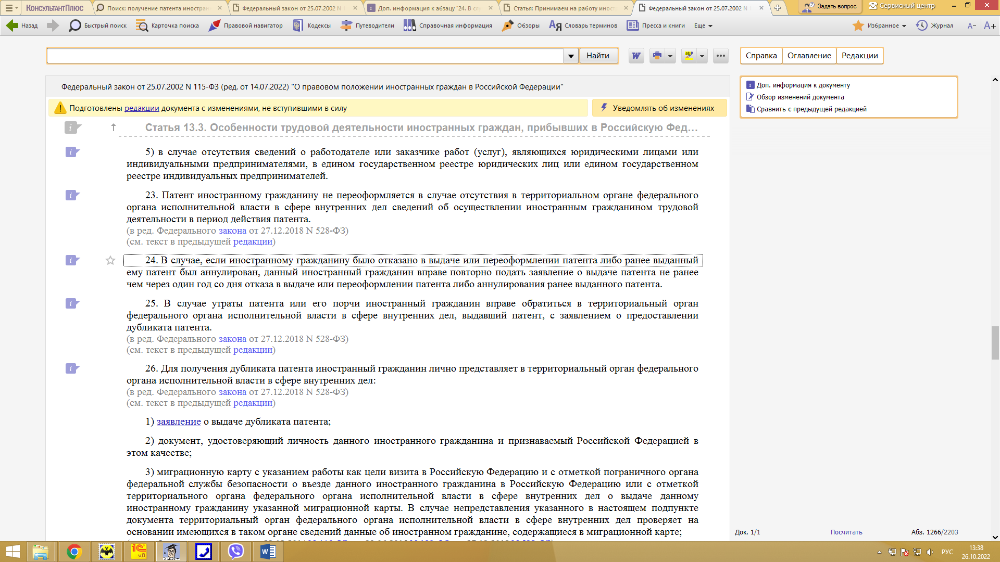 КонсультантПлюс
Поиск: получение патента иностран
Федеральный закон от 25.07.2002 N 1
Доп. информация к абзацу "24. В сл
Статья: Принимаем на работу инос
Федеральный закон от 25.07.2002 N 1
Задать вопрос
Сервисный центр
Назад
Быстрый поиск
Карточка поиска
Правовой навигатор
Кодексы
Путеводители
Справочная информация
Обзоры
Словарь терминов
Пресса и книги
Еще
Избранное
Журнал
A−
A+
Найти
Справка
Оглавление
Редакции
Федеральный закон от 25.07.2002 N 115-ФЗ (ред. от 14.07.2022) "О правовом положении иностранных граждан в Российской Федерации"
Подготовлены редакции документа с изменениями, не вступившими в силу
Уведомлять об изменениях
Доп. информация к документу
Обзор изменений документа
Сравнить с предыдущей редакцией
Статья 13.3. Особенности трудовой деятельности иностранных граждан, прибывших в Российскую Фед...
5) в случае отсутствия сведений о работодателе или заказчике работ (услуг), являющихся юридическими лицами или
индивидуальными предпринимателями, в едином государственном реестре юридических лиц или едином государственном
реестре индивидуальных предпринимателей.
23. Патент иностранному гражданину не переоформляется в случае отсутствия в территориальном органе федерального
органа исполнительной власти в сфере внутренних дел сведений об осуществлении иностранным гражданином трудовой
деятельности в период действия патента.
(в ред. Федерального закона от 27.12.2018 N 528-ФЗ)
(см. текст в предыдущей редакции)
24. В случае, если иностранному гражданину было отказано в выдаче или переоформлении патента либо ранее выданный
ему патент был аннулирован, данный иностранный гражданин вправе повторно подать заявление о выдаче патента не ранее
чем через один год со дня отказа в выдаче или переоформлении патента либо аннулирования ранее выданного патента.
25. В случае утраты патента или его порчи иностранный гражданин вправе обратиться в территориальный орган
федерального органа исполнительной власти в сфере внутренних дел, выдавший патент, с заявлением о предоставлении
дубликата патента.
(в ред. Федерального закона от 27.12.2018 N 528-ФЗ)
(см. текст в предыдущей редакции)
26. Для получения дубликата патента иностранный гражданин лично представляет в территориальный орган федерального
органа исполнительной власти в сфере внутренних дел:
(в ред. Федерального закона от 27.12.2018 N 528-ФЗ)
(см. текст в предыдущей редакции)
1) заявление о выдаче дубликата патента;
2) документ, удостоверяющий личность данного иностранного гражданина и признаваемый Российской Федерацией в
этом качестве;
3) миграционную карту с указанием работы как цели визита в Российскую Федерацию и с отметкой пограничного органа
федеральной службы безопасности о въезде данного иностранного гражданина в Российскую Федерацию или с отметкой
территориального органа федерального органа исполнительной власти в сфере внутренних дел о выдаче данному
иностранному гражданину указанной миграционной карты. В случае непредставления указанного в настоящем подпункте
документа территориальный орган федерального органа исполнительной власти в сфере внутренних дел проверяет на
основании имеющихся в таком органе сведений данные об иностранном гражданине, содержащиеся в миграционной карте;
Док. 1/1
Посчитать
Абз. 1266/2203
РУС
13:38
26.10.2022